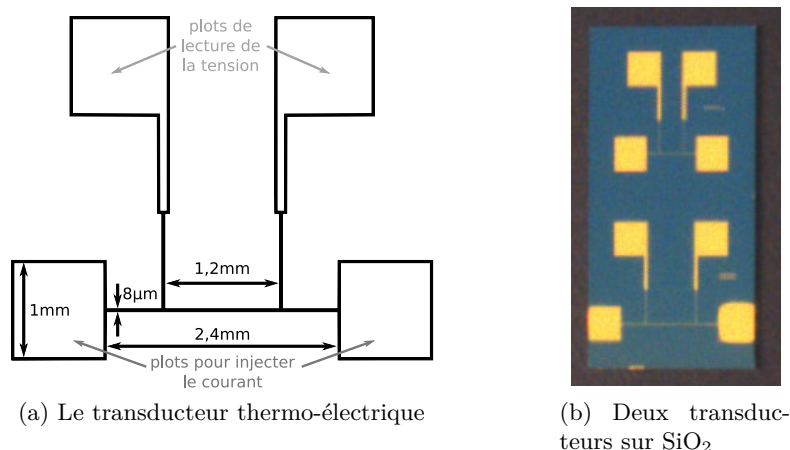 plots de
lecture de
la tension
1,2mm
8µm
1mm
2,4mm
plots pour injecter
le courant
(a) Le transducteur thermo-électrique
(b) Deux transduc-
teurs sur SiO₂